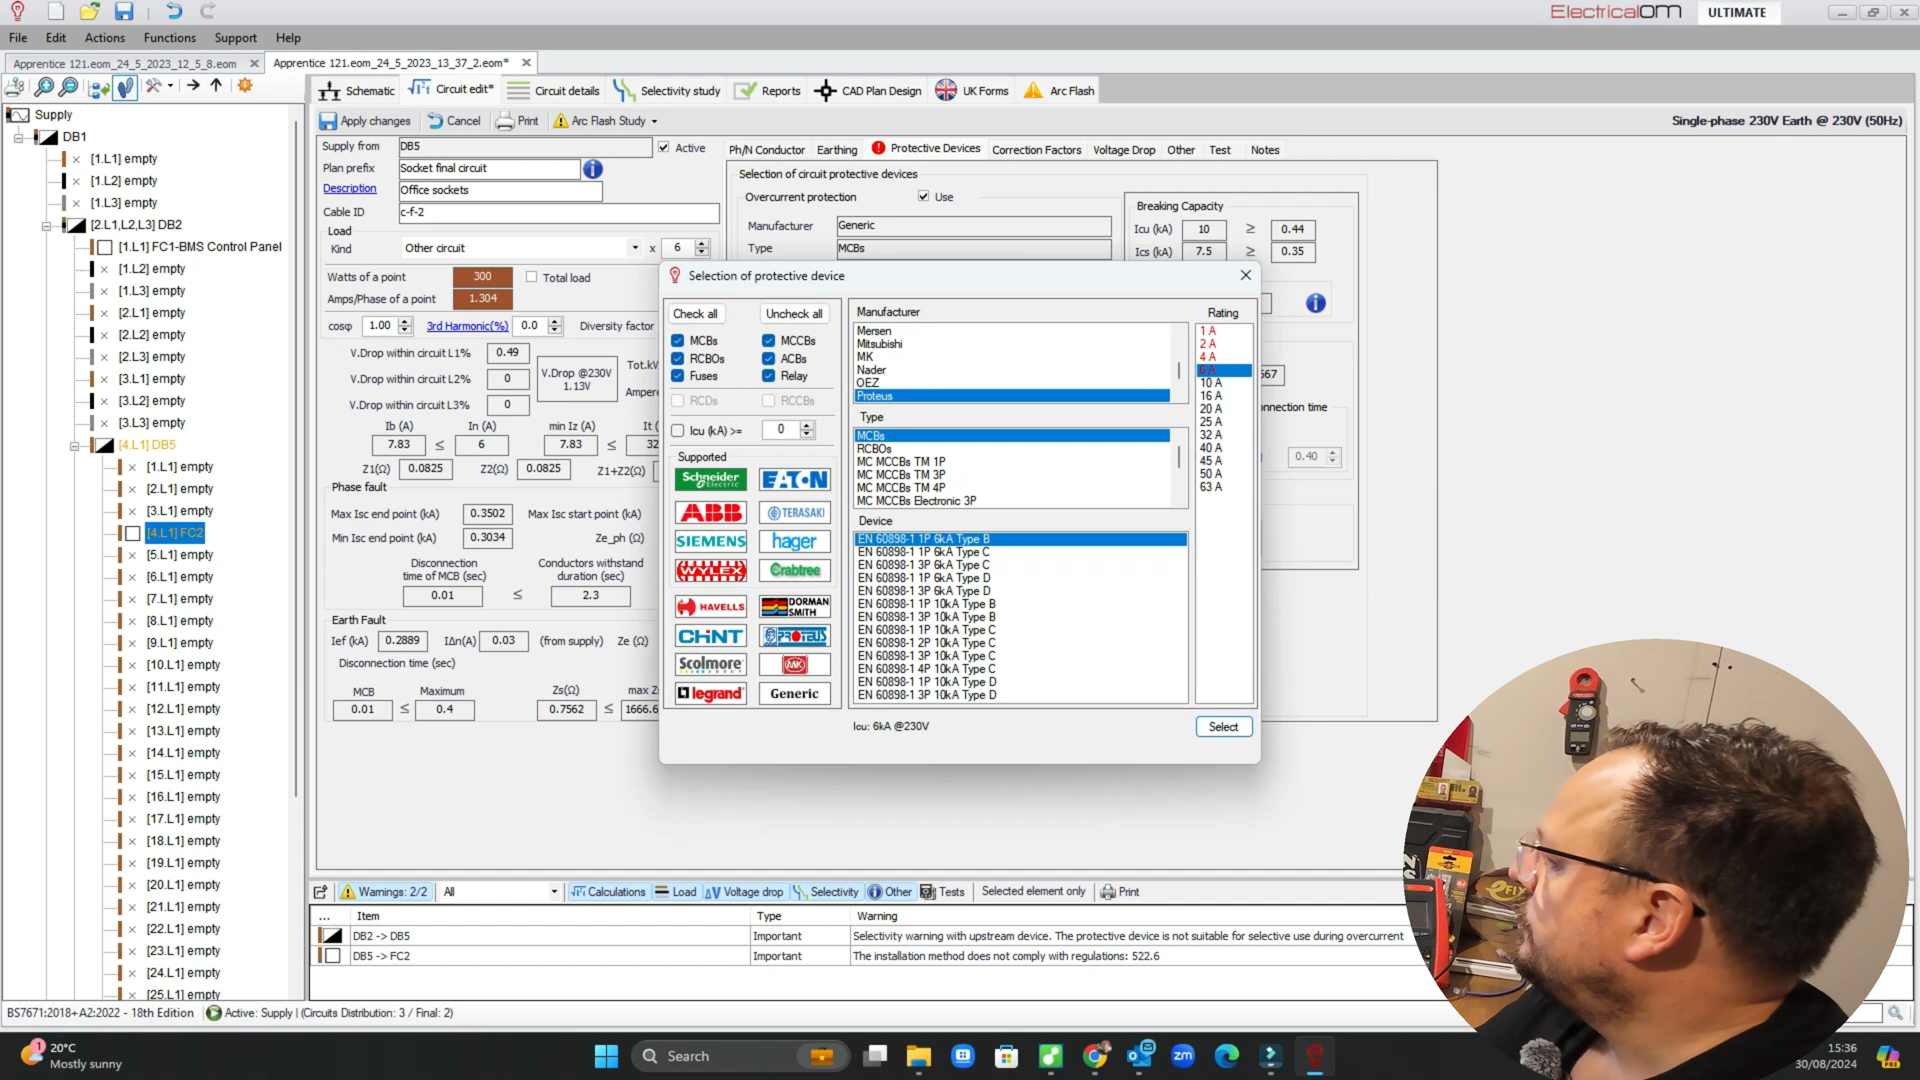 ElectricalOM ULTIMATE
File Edit Actions Functions Support Help
Apprentice 121.eom_24_5_2023_12_5_8.eom
Apprentice 121.eom_24_5_2023_13_37_2.eom*
Schematic Circuit edit* Circuit details Selectivity study Reports CAD Plan Design UK Forms Arc Flash
Apply changes Cancel Print Arc Flash Study
Single-phase 230V Earth @ 230V (50Hz)
Supply
DB1
[1.L1] empty
[1.L2] empty
[1.L3] empty
[2.L1,L2,L3] DB2
[1.L1] FC1-BMS Control Panel
[1.L2] empty
[1.L3] empty
[2.L1] empty
[2.L2] empty
[2.L3] empty
[3.L1] empty
[3.L2] empty
[3.L3] empty
[4.L1] DB5
[1.L1] empty
[2.L1] empty
[3.L1] empty
[4.L1] FC2
[5.L1] empty
[6.L1] empty
[7.L1] empty
[8.L1] empty
[9.L1] empty
[10.L1] empty
[11.L1] empty
[12.L1] empty
[13.L1] empty
[14.L1] empty
[15.L1] empty
[16.L1] empty
[17.L1] empty
[18.L1] empty
[19.L1] empty
[20.L1] empty
[21.L1] empty
[22.L1] empty
[23.L1] empty
[24.L1] empty
[25.L1] empty
Supply from DB5 Active
Plan prefix Socket final circuit
Description Office sockets
Cable ID c-f-2
Load
Kind Other circuit x 6
Watts of a point 300 Total load
Amps/Phase of a point 1.304
cosφ 1.00 3rd Harmonic(%) 0.0 Diversity factor
V.Drop within circuit L1% 0.49
V.Drop within circuit L2% 0
V.Drop within circuit L3% 0
V.Drop @230V
1.13V
Tot.kV
Ampere
Ib (A) In (A) min Iz (A) It (
7.83 ≤ 6 7.83 ≤ 32
Z1(Ω) 0.0825 Z2(Ω) 0.0825 Z1+Z2(Ω)
Phase fault
Max Isc end point (kA) 0.3502 Max Isc start point (kA)
Min Isc end point (kA) 0.3034 Ze_ph (Ω)
Disconnection
time of MCB (sec)
Conductors withstand
duration (sec)
0.01 ≤ 2.3
Earth Fault
Ief (kA) 0.2889 IΔn(A) 0.03 (from supply) Ze (Ω)
Disconnection time (sec)
MCB Maximum Zs(Ω) max Zs
0.01 ≤ 0.4 0.7562 ≤ 1666.6
Ph/N Conductor Earthing Protective Devices Correction Factors Voltage Drop Other Test Notes
Selection of circuit protective devices
Overcurrent protection Use
Manufacturer Generic
Type MCBs
Breaking Capacity
Icu (kA) 10 ≥ 0.44
Ics (kA) 7.5 ≥ 0.35
667
nnection time
0.40
Selection of protective device
Check all Uncheck all
MCBs MCCBs
RCBOs ACBs
Fuses Relay
RCDs RCCBs
Icu (kA) >= 0
Supported
Schneider Electric EATON
ABB TERASAKI
SIEMENS hager
WYLEX Crabtree
HAVELLS DORMAN SMITH
CHINT PROTEUS
Scolmore MK
legrand Generic
Manufacturer
Mersen
Mitsubishi
MK
Nader
OEZ
Proteus
Type
MCBs
RCBOs
MC MCCBs TM 1P
MC MCCBs TM 3P
MC MCCBs TM 4P
MC MCCBs Electronic 3P
Device
EN 60898-1 1P 6kA Type B
EN 60898-1 1P 6kA Type C
EN 60898-1 3P 6kA Type C
EN 60898-1 1P 6kA Type D
EN 60898-1 3P 6kA Type D
EN 60898-1 1P 10kA Type B
EN 60898-1 3P 10kA Type B
EN 60898-1 1P 10kA Type C
EN 60898-1 2P 10kA Type C
EN 60898-1 3P 10kA Type C
EN 60898-1 4P 10kA Type C
EN 60898-1 1P 10kA Type D
EN 60898-1 3P 10kA Type D
Rating
1 A
2 A
4 A
6 A
10 A
16 A
20 A
25 A
32 A
40 A
45 A
50 A
63 A
Icu: 6kA @230V
Select
Warnings: 2/2 All Calculations Load Voltage drop Selectivity Other Tests Selected element only Print
... Item Type Warning
DB2 -> DB5 Important Selectivity warning with upstream device. The protective device is not suitable for selective use during overcurrent
DB5 -> FC2 Important The installation method does not comply with regulations: 522.6
BS7671:2018+A2:2022 - 18th Edition Active: Supply | (Circuits Distribution: 3 / Final: 2)
1
20°C
Mostly sunny
Search
zm
15:36
30/08/2024
PRE